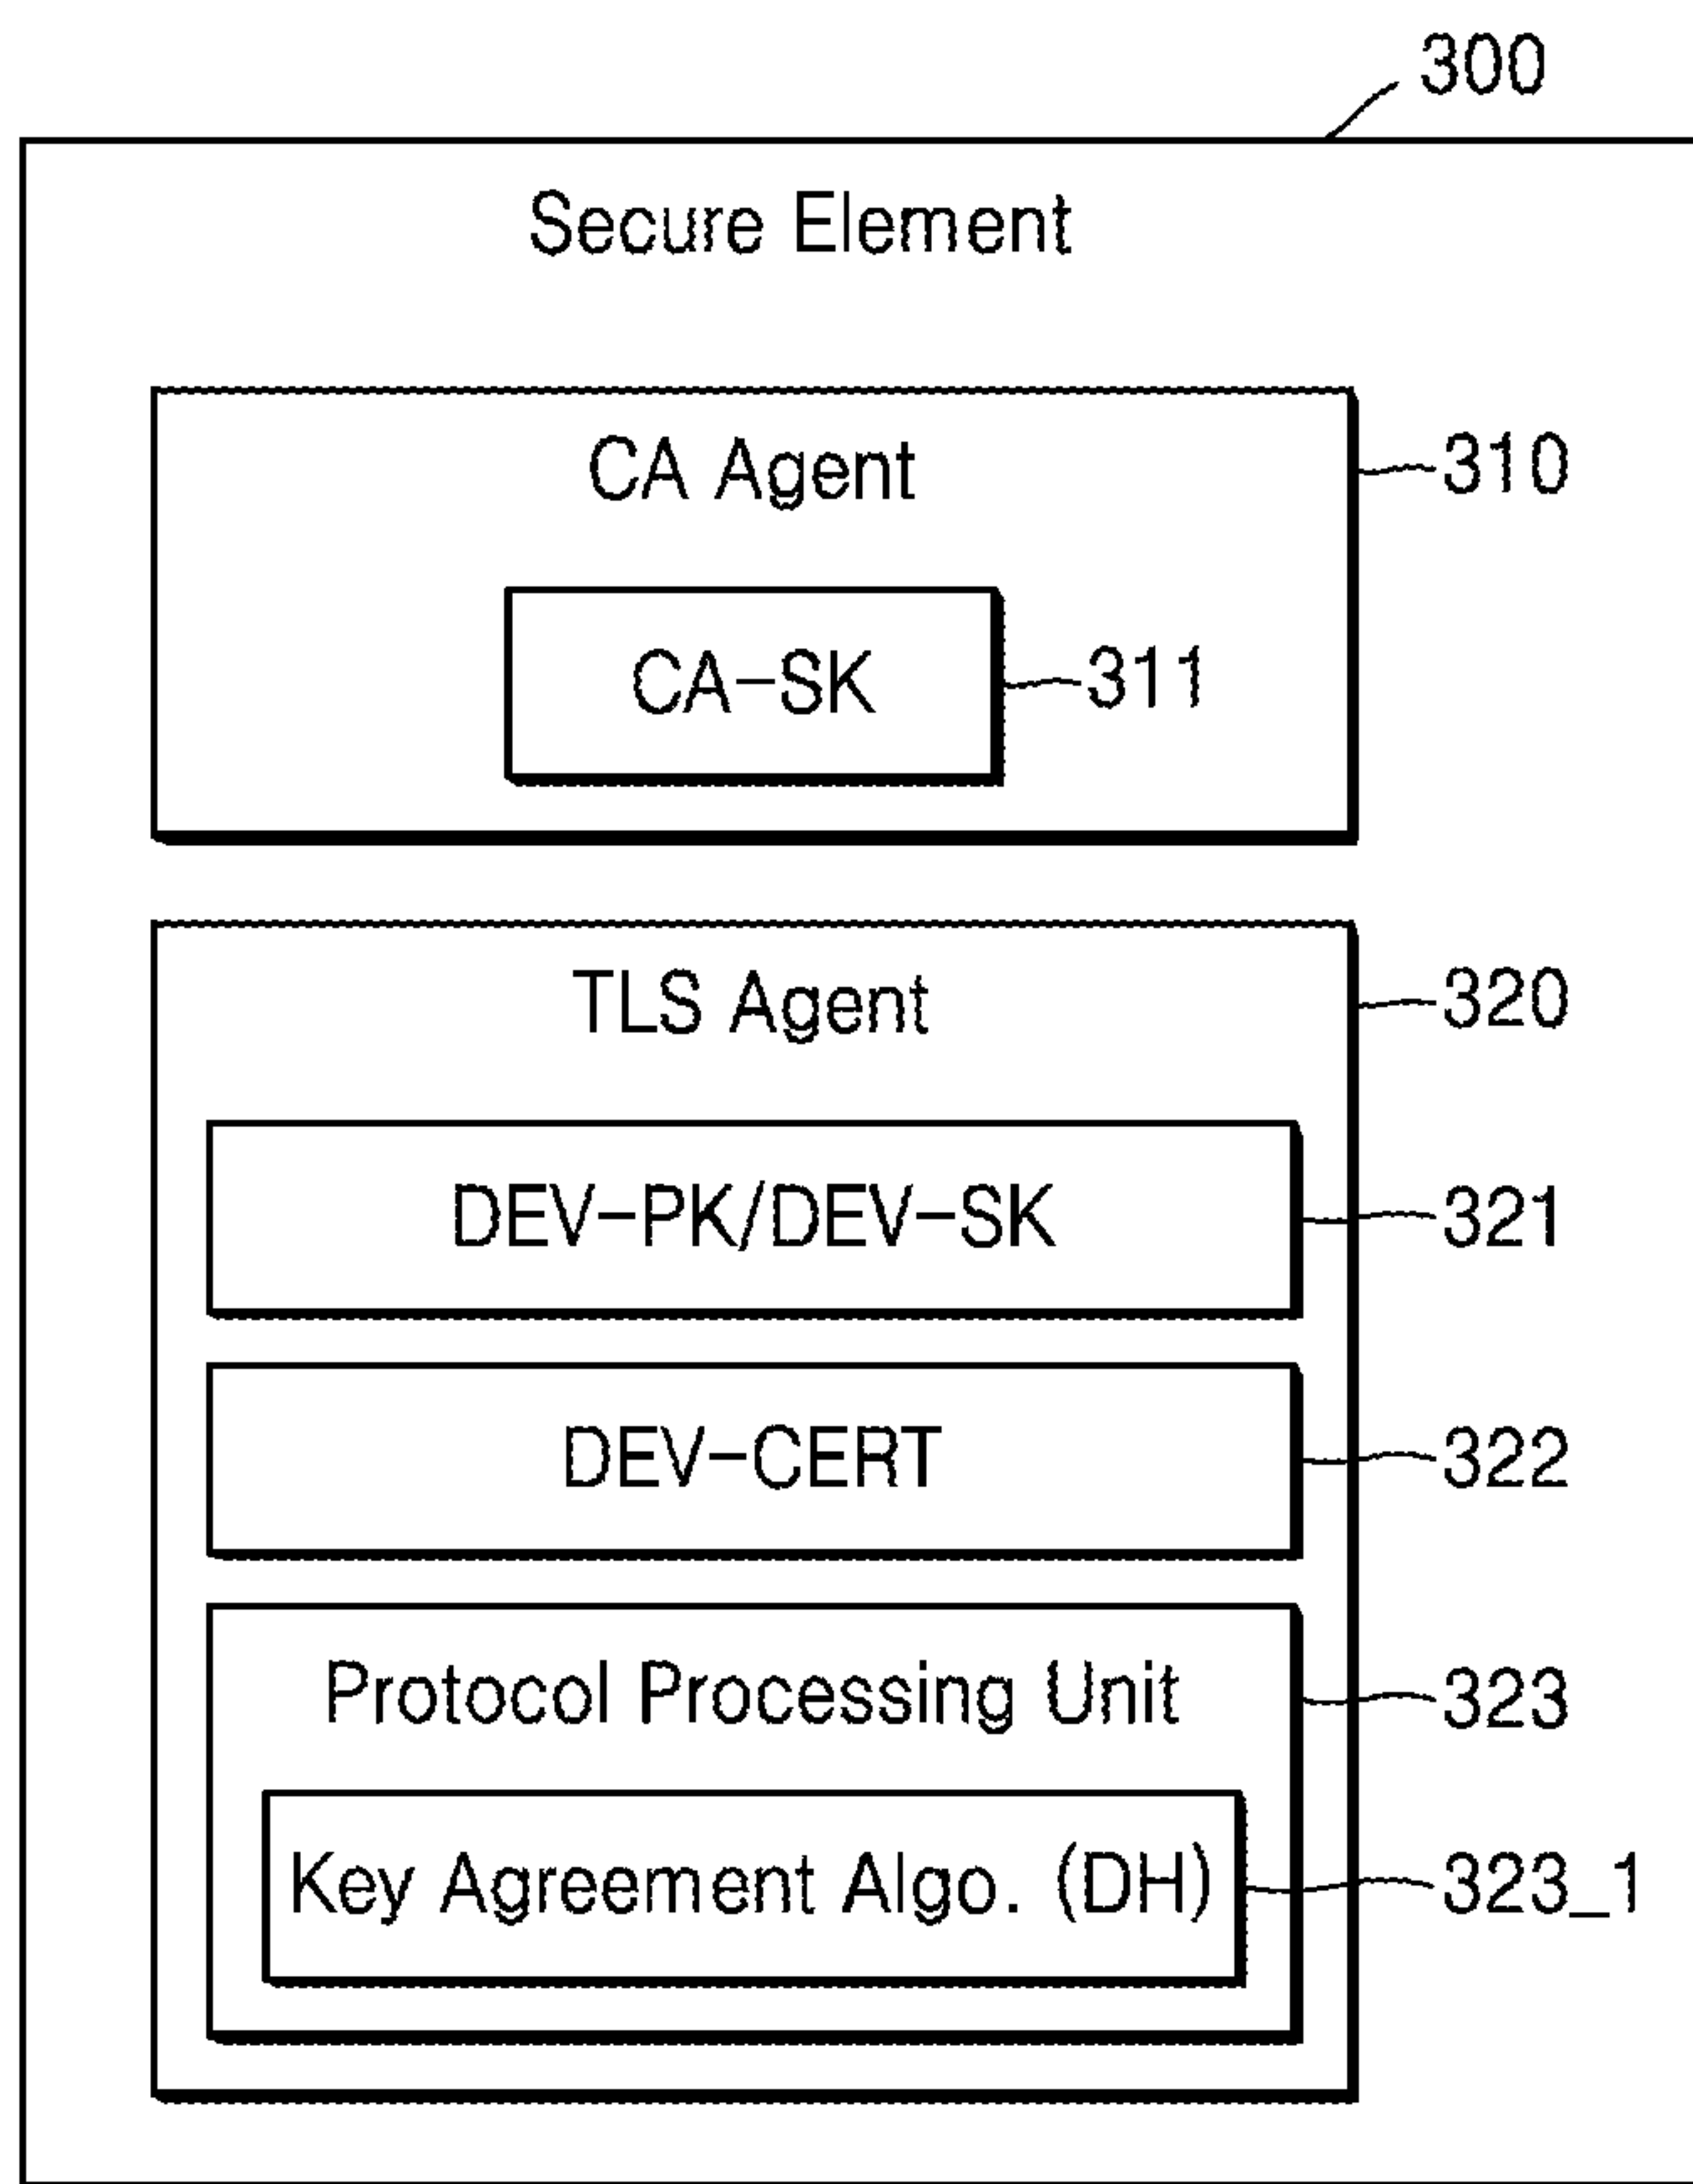 300
Secure Element
CA Agent
310
CA-SK
311
TLS Agent
320
DEV-PK/DEV-SK
321
DEV-CERT
322
Protocol Processing Unit
323
Key Agreement Algo. (DH)
323_1